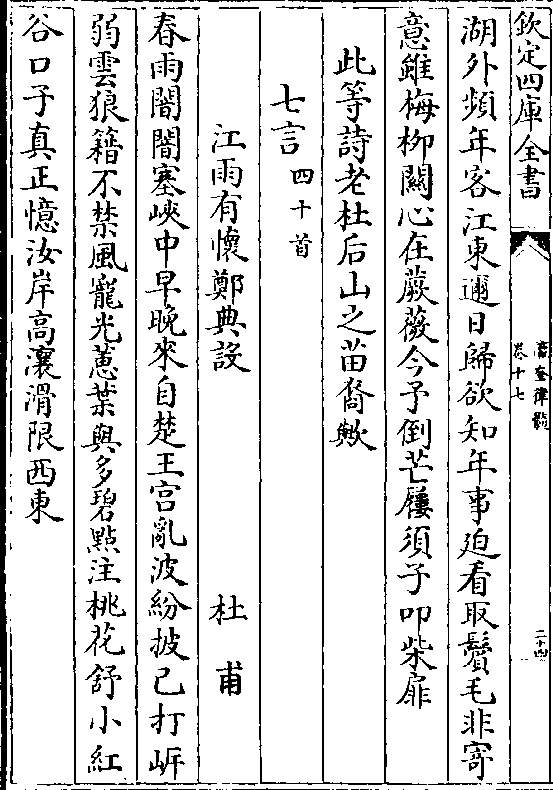 欽定四庫全書
瀛奎律髓
卷十七
二十四
湖外頻年客江東邇日歸欲知年事迫看取鬢毛非寄
意雖梅柳關心在蕨薇今予倒芒屨須子叩柴扉
此等詩老杜后山之苗裔歟
七言四十首
江雨有懷鄭典設
杜甫
春雨闇闇塞峽中早晚來自楚王宫亂波紛披已打岍
弱雲狼籍不禁風寵光蕙葉與多碧點注桃花舒小紅
谷口子真正憶汝岸髙瀼滑限西東